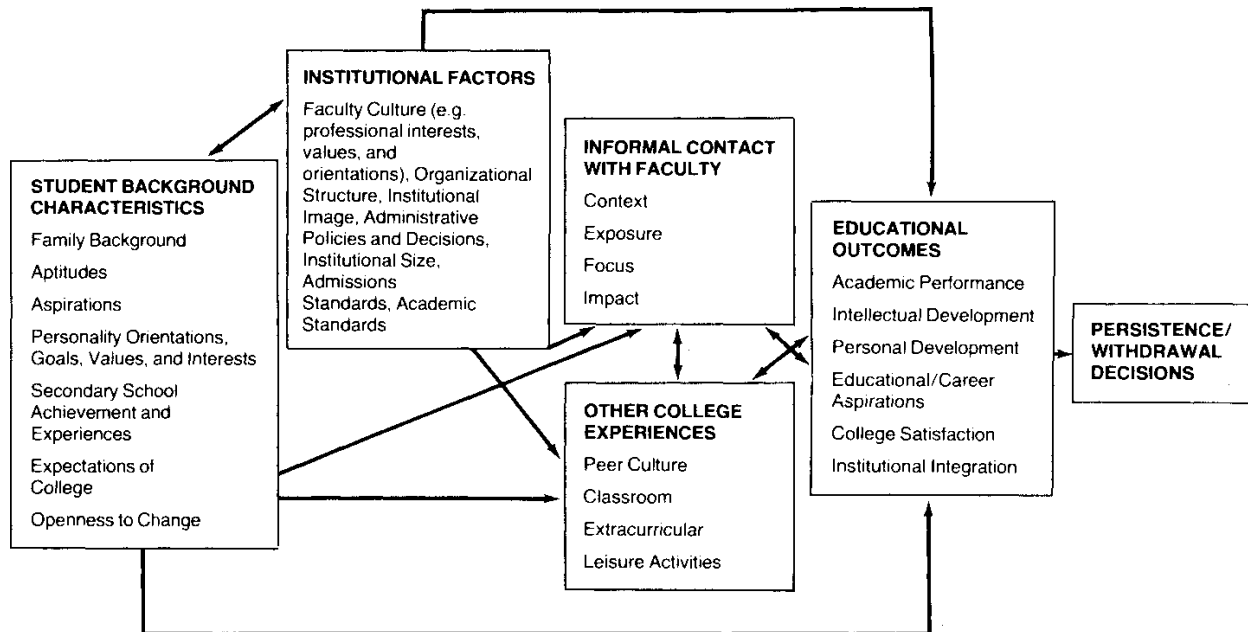 INSTITUTIONAL FACTORS
Faculty Culture (e.g.
professional interests,
values, and
orientations), Organizational
Structure, Institutional
Image, Administrative
Policies and Decisions,
Institutional Size,
Admissions
Standards, Academic
Standards
STUDENT BACKGROUND
CHARACTERISTICS
Family Background
Aptitudes
Aspirations
Personality Orientations,
Goals, Values, and Interests
Secondary School
Achievement and
Experiences
Expectations of
College
Openness to Change
INFORMAL CONTACT
WITH FACULTY
Context
Exposure
Focus
Impact
OTHER COLLEGE
EXPERIENCES
Peer Culture
Classroom
Extracurricular
Leisure Activities
EDUCATIONAL
OUTCOMES
Academic Performance
Intellectual Development
Personal Development
Educational/Career
Aspirations
College Satisfaction
Institutional Integration
PERSISTENCE/
WITHDRAWAL
DECISIONS